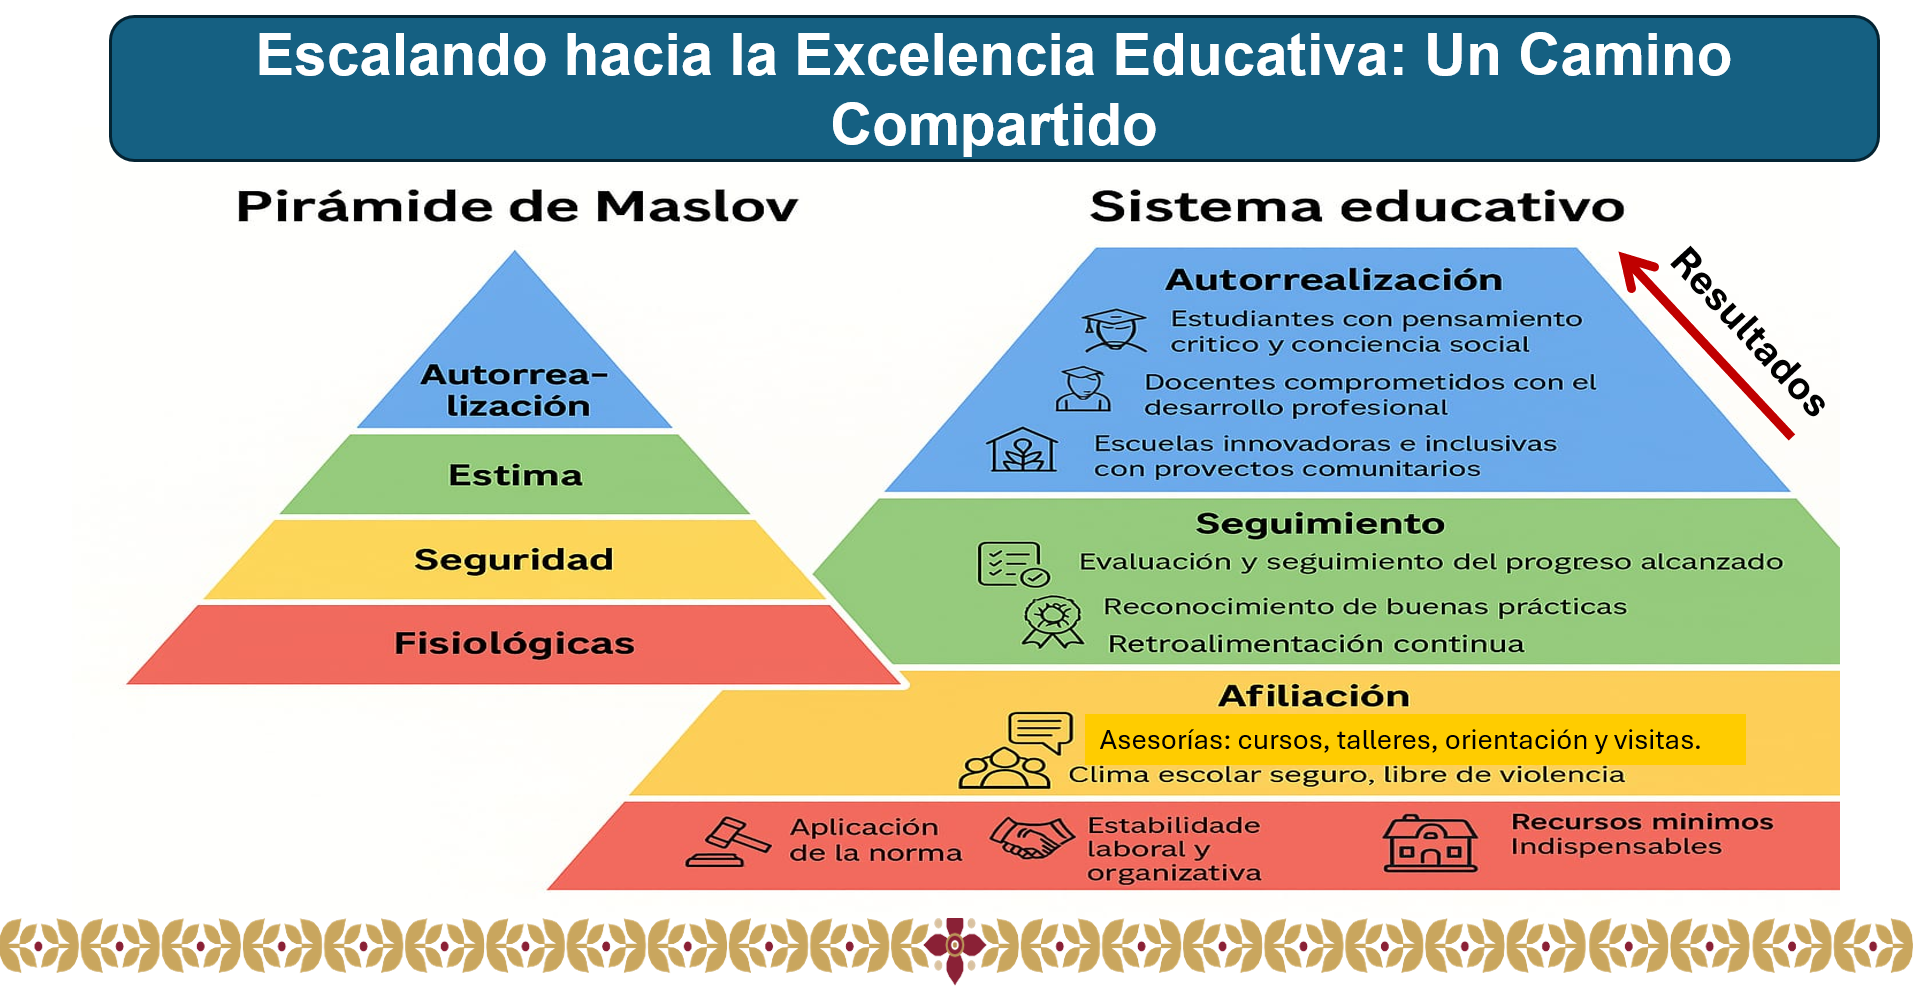 Escalando hacia la Excelencia Educativa: Un Camino
Compartido
Pirámide de Maslov
Autorrea-
lización
Estima
Seguridad
Fisiológicas
Sistema educativo
Resultados
Autorrealización
Estudiantes con pensamiento
critico y conciencia social
Docentes comprometidos con el
desarrollo profesional
Escuelas innovadoras e inclusivas
con provectos comunitarios
Seguimiento
Evaluación y seguimiento del progreso alcanzado
Reconocimiento de buenas prácticas
Retroalimentación continua
Afiliación
Asesorías: cursos, talleres, orientación y visitas.
Clima escolar seguro, libre de violencia
Aplicación
de la norma
Estabilidade
laboral y
organizativa
Recursos minimos
Indispensables